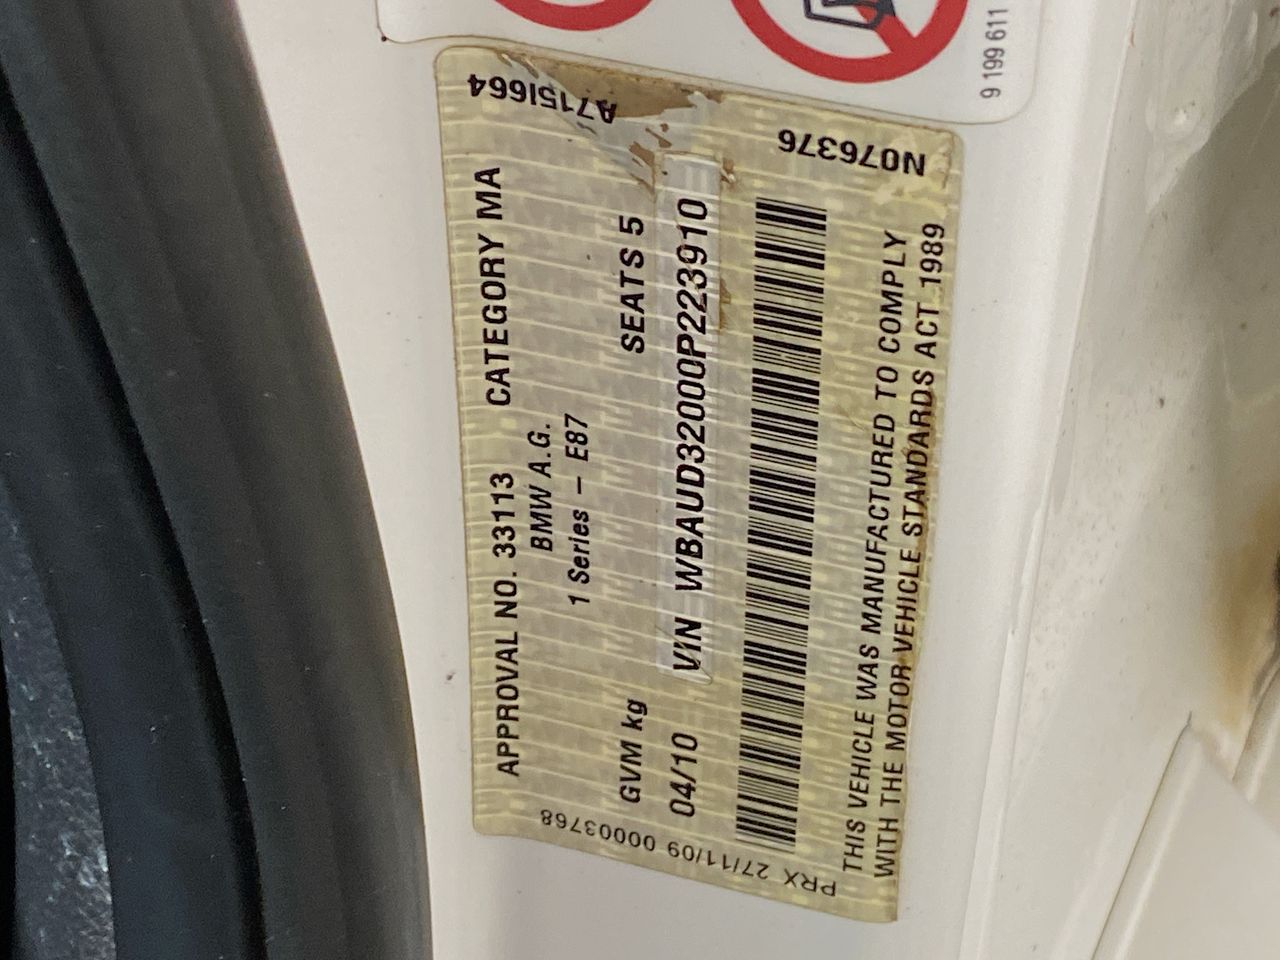 APPROVAL NO. 33113 CATEGORY MA
BMW A.G.
1 Series – E87
GVM kg SEATS 5
04/10 VIN WBAUD32000P223910
THIS VEHICLE WAS MANUFACTURED TO COMPLY
WITH THE MOTOR VEHICLE STANDARDS ACT 1989
A7151664
N076376
PRX 27/11/09 00003768
9 199 611